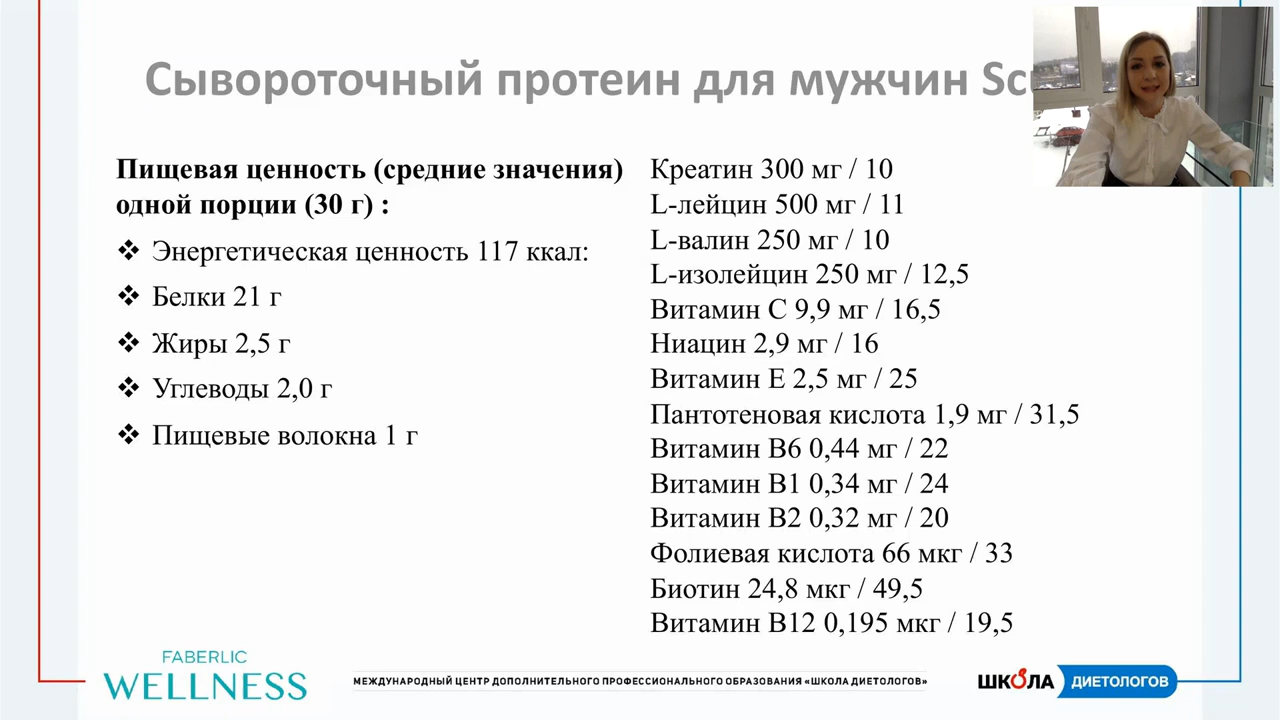 Сывороточный протеин для мужчин
Пищевая ценность (средние значения)
одной порции (30 г) :
❖ Энергетическая ценность 117 ккал:
❖ Белки 21 г
❖ Жиры 2,5 г
❖ Углеводы 2,0 г
❖ Пищевые волокна 1 г
Креатин 300 мг / 10
L-лейцин 500 мг / 11
L-валин 250 мг / 10
L-изолейцин 250 мг / 12,5
Витамин С 9,9 мг / 16,5
Ниацин 2,9 мг / 16
Витамин Е 2,5 мг / 25
Пантотеновая кислота 1,9 мг / 31,5
Витамин В6 0,44 мг / 22
Витамин В1 0,34 мг / 24
Витамин В2 0,32 мг / 20
Фолиевая кислота 66 мкг / 33
Биотин 24,8 мкг / 49,5
Витамин В12 0,195 мкг / 19,5
FABERLIC
WELLNESS
МЕЖДУНАРОДНЫЙ ЦЕНТР ДОПОЛНИТЕЛЬНОГО ПРОФЕССИОНАЛЬНОГО ОБРАЗОВАНИЯ «ШКОЛА ДИЕТОЛОГОВ»
ШКОЛА ДИЕТОЛОГОВ